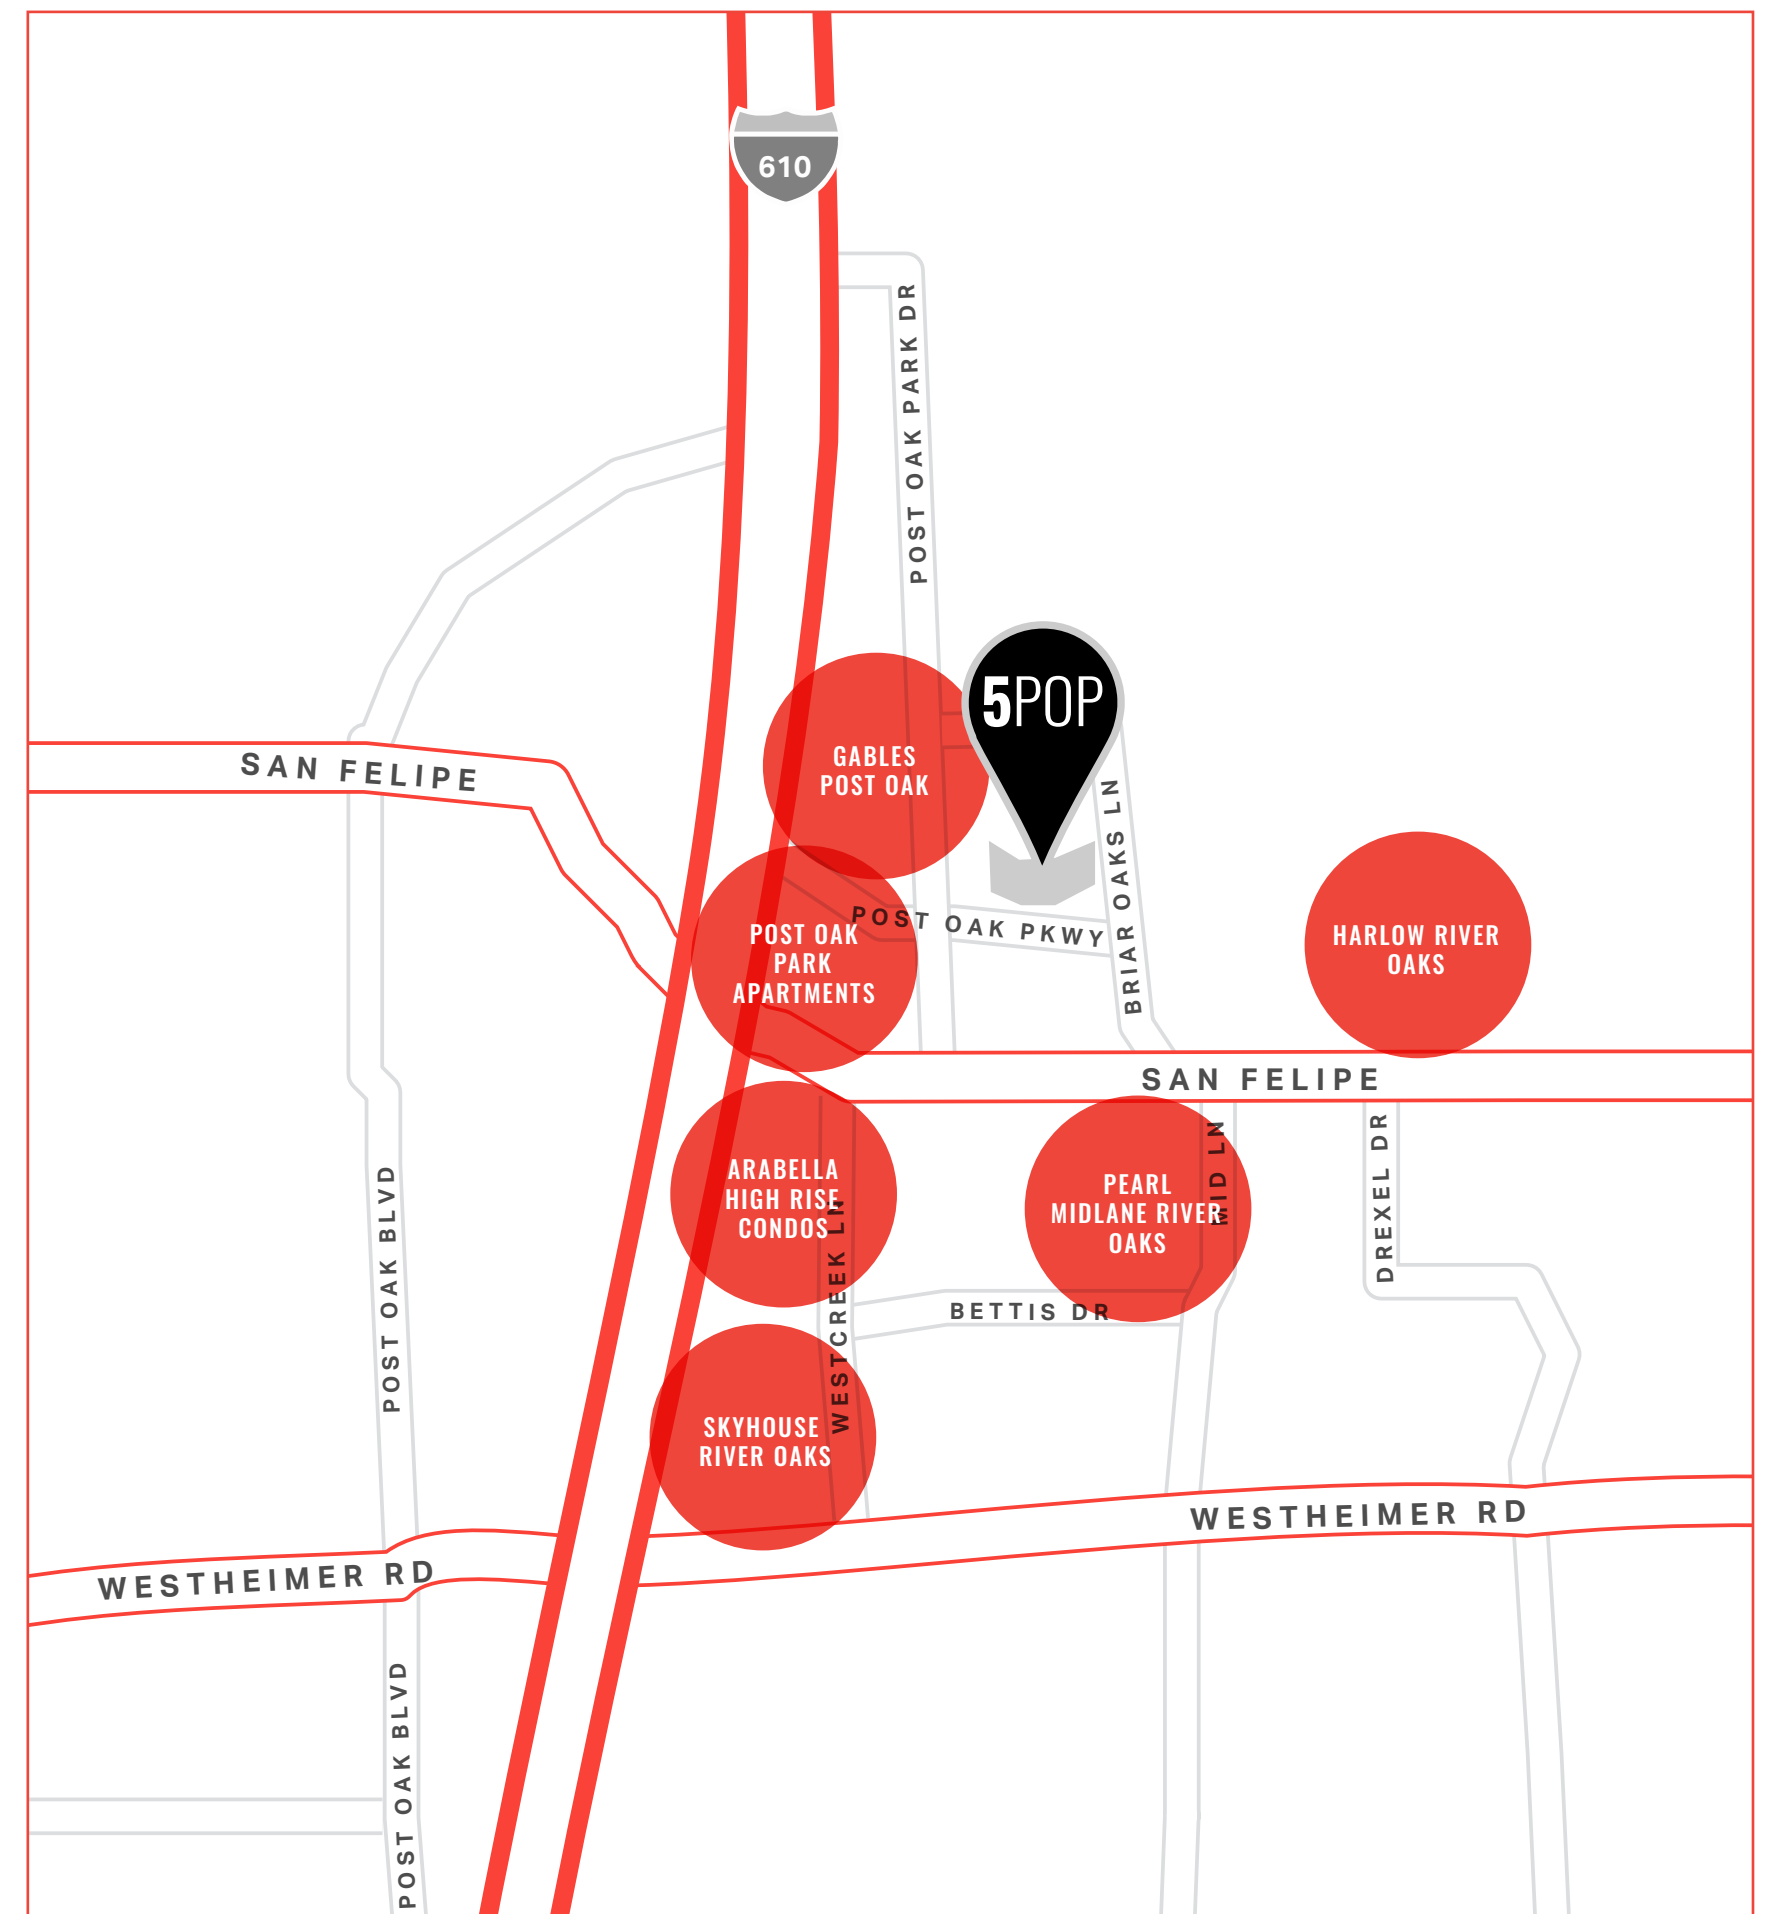 610
POST OAK PARK DR
5POP
SAN FELIPE
GABLES
POST OAK
BRIAR OAKS LN
POST OAK PKWY
POST OAK
PARK
APARTMENTS
HARLOW RIVER
OAKS
SAN FELIPE
MID LN
DREXEL DR
ARABELLA
HIGH RISE
CONDOS
PEARL
MIDLANE RIVER
OAKS
POST OAK BLVD
WESTCREEK LN
BETTIS DR
SKYHOUSE
RIVER OAKS
WESTHEIMER RD
WESTHEIMER RD
POST OAK BLVD